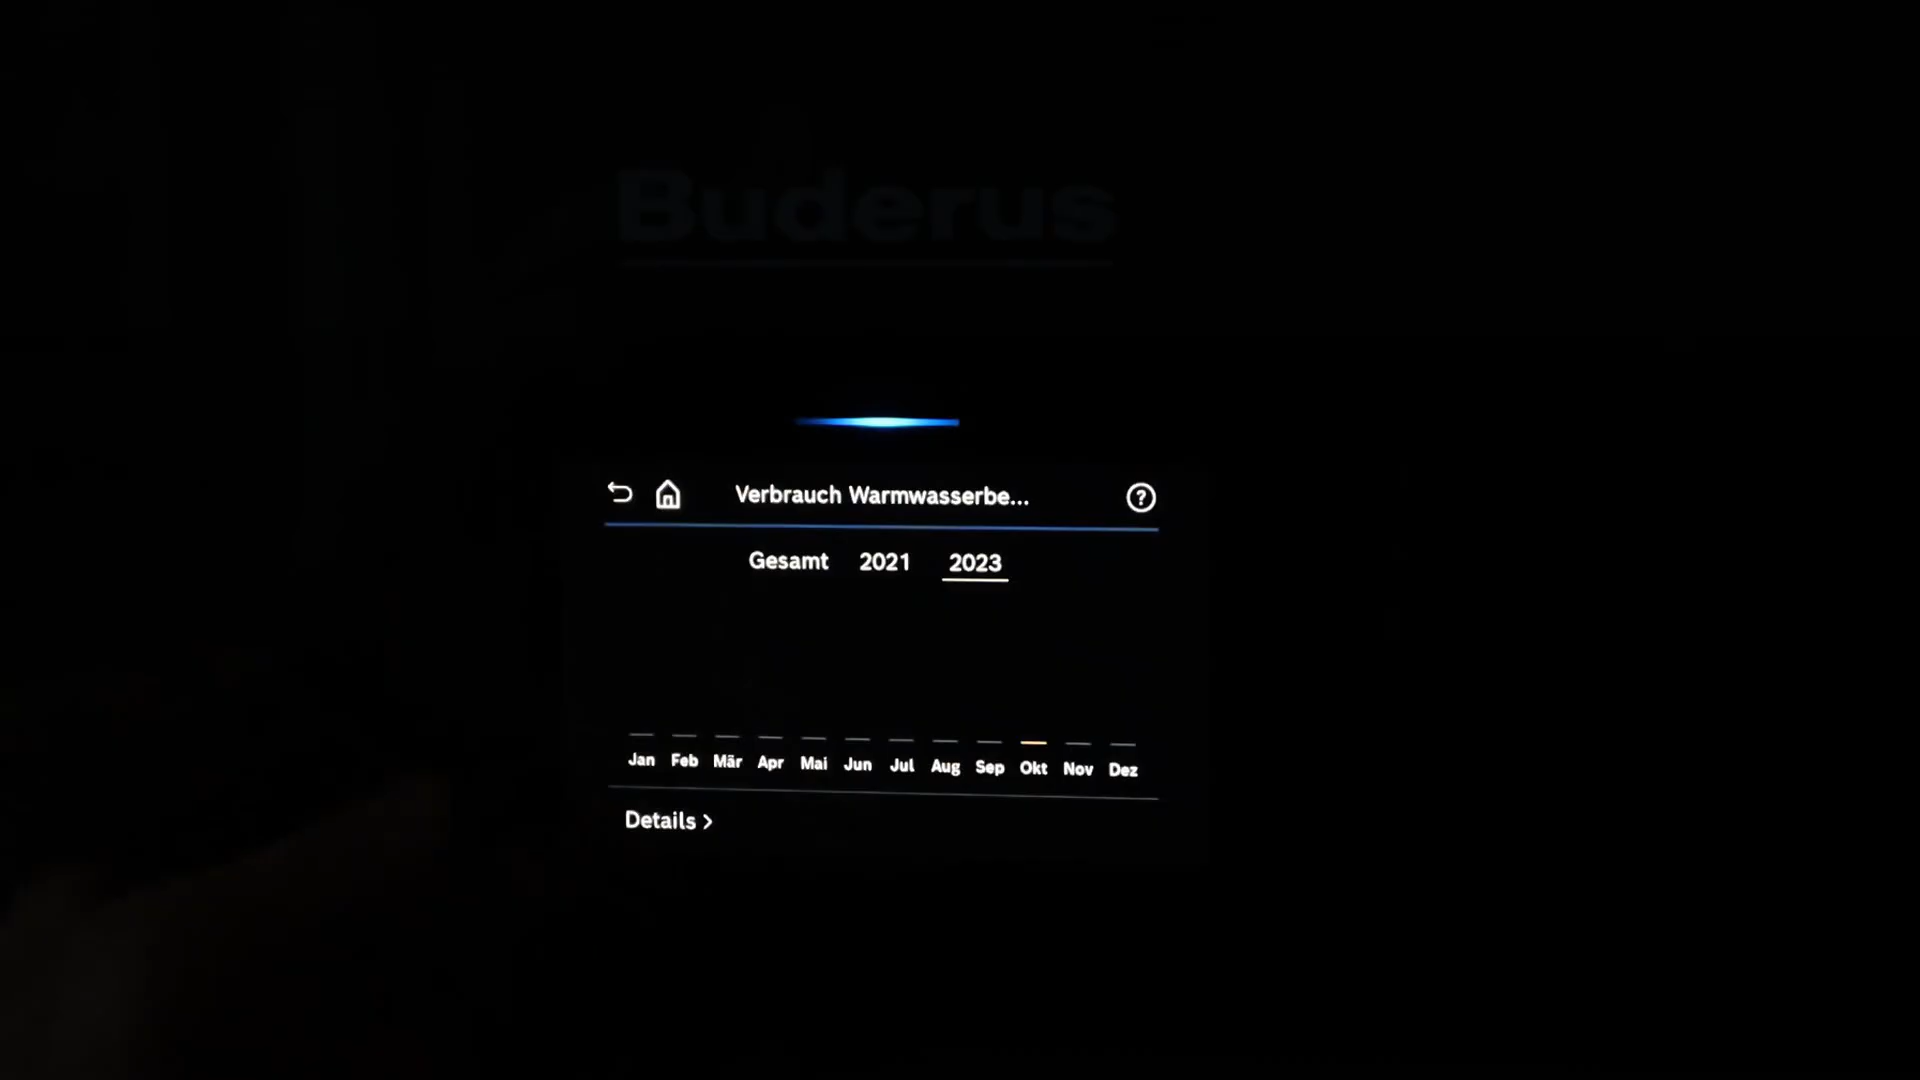 Buderus
Verbrauch Warmwasserbe...
Gesamt 2021 2023
Jan Feb Mär Apr Mai Jun Jul Aug Sep Okt Nov Dez
Details >